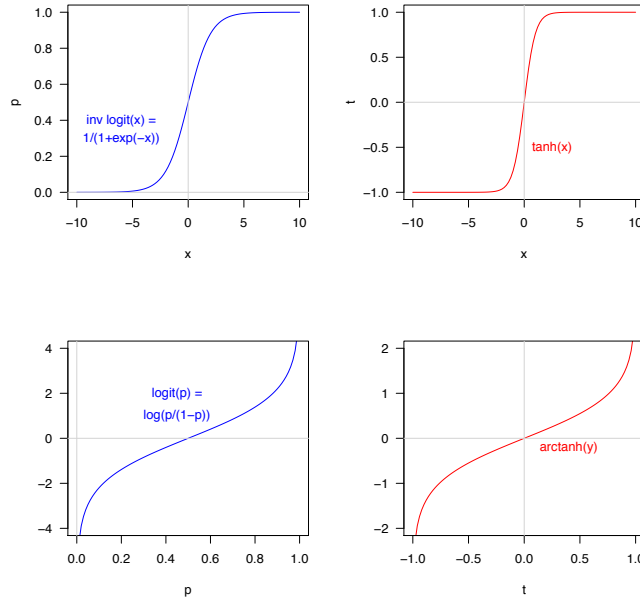 1.0
0.8
0.6
0.4
0.2
0.0
p
inv logit(x) =
1/(1+exp(−x))
−10 −5 0 5 10
x
1.0
0.5
0.0
−0.5
−1.0
t
tanh(x)
−10 −5 0 5 10
x
4
2
0
−2
−4
logit(p) =
log(p/(1−p))
0.0 0.2 0.4 0.6 0.8 1.0
p
2
1
0
−1
−2
arctanh(y)
−1.0 −0.5 0.0 0.5 1.0
t